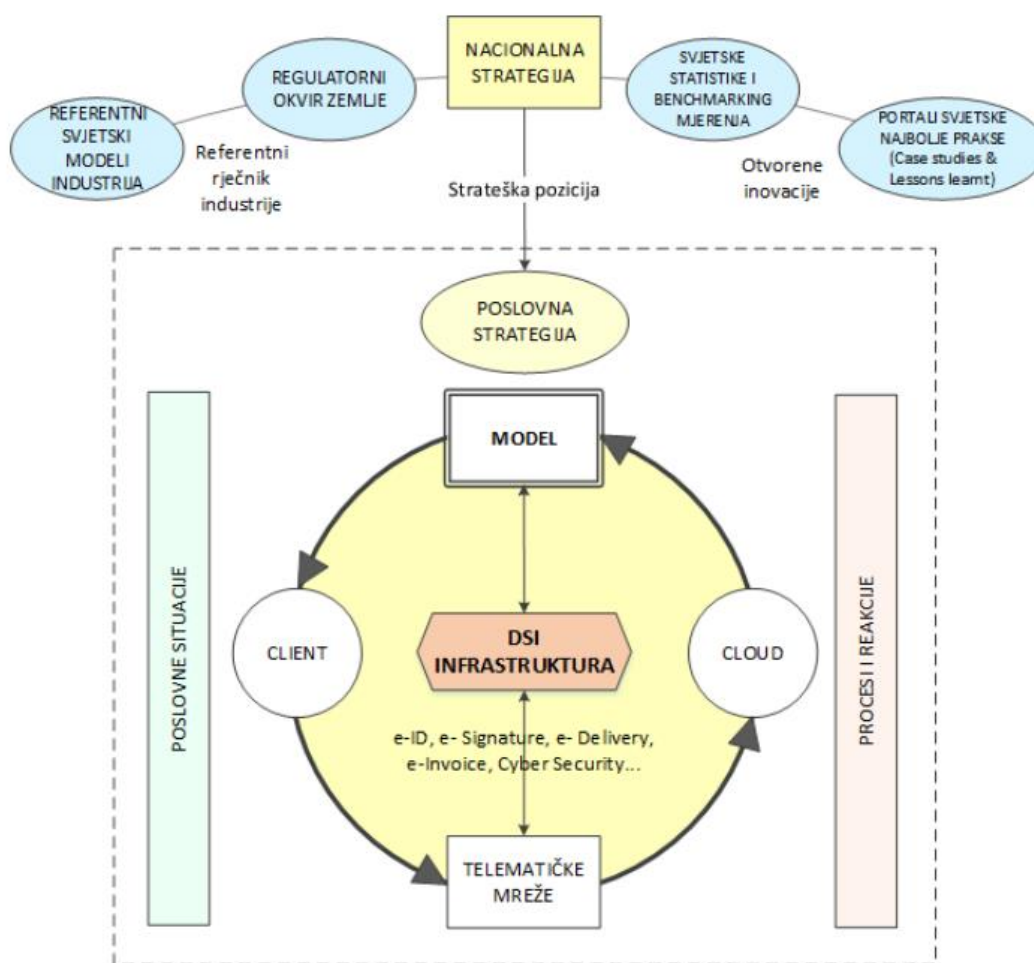 NACIONALNA
STRATEGIJA
REGULATORNI
OKVIR ZEMLJE
SVJETSKE
STATISTIKE I
BENCHMARKING
MJERENJA
REFERENTNI
SVJETSKI
MODELI
INDUSTRIJA
PORTALI SVJETSKE
NAJBOLJE PRAKSE
(Case studies &
Lessons learnt)
Referentni
rječnik
industrije
Otvorene
inovacije
Strateška pozicija
POSLOVNA
STRATEGIJA
MODEL
POSLOVNE SITUACIJE
CLIENT
DSI
INFRASTRUKTURA
CLOUD
PROCESI I REAKCIJE
e-ID, e- Signature, e- Delivery,
e-Invoice, Cyber Security...
TELEMATIČKE
MREŽE